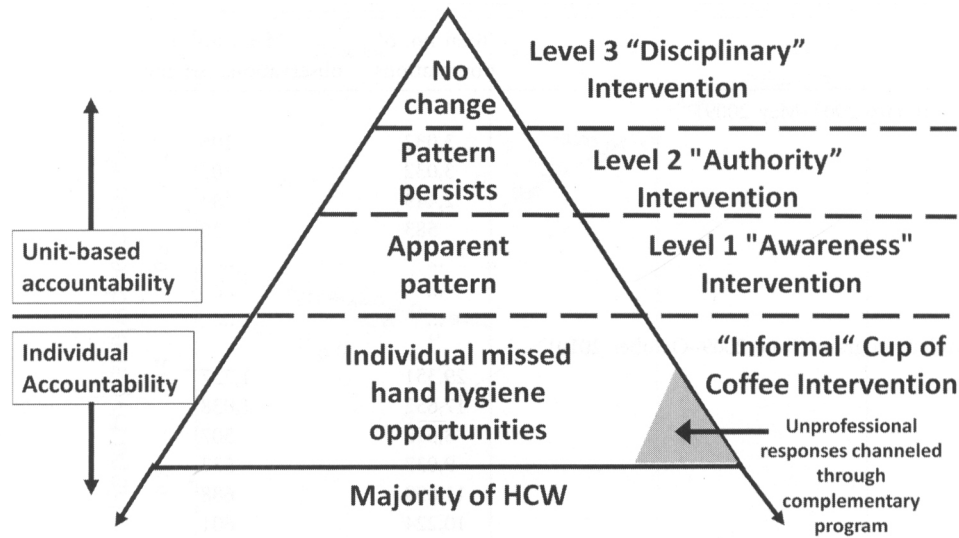 No
change
Level 3 “Disciplinary”
Intervention
Pattern
persists
Level 2 "Authority”
Intervention
Unit-based
accountability
Apparent
pattern
Level 1 "Awareness"
Intervention
Individual
Accountability
Individual missed
hand hygiene
opportunities
“Informal“ Cup of
Coffee Intervention
Unprofessional
responses channeled
through
complementary
program
Majority of HCW